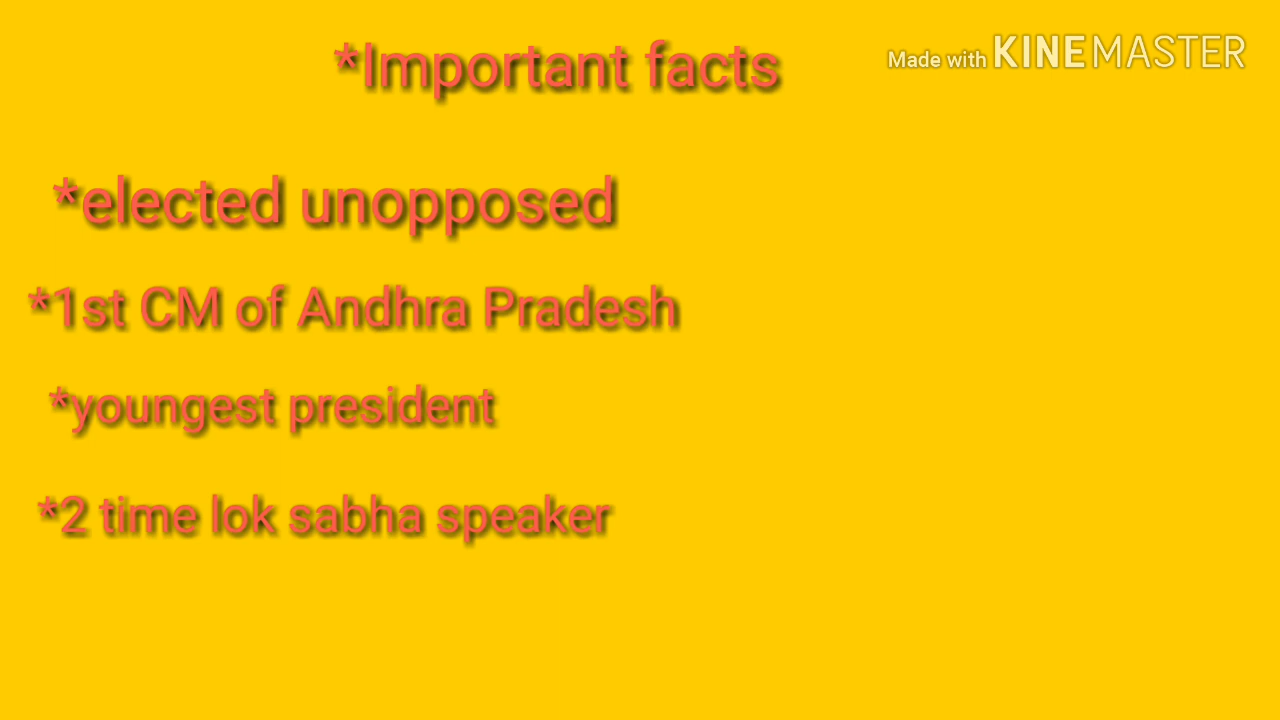 *Important facts
Made with KINEMASTER
*elected unopposed
*1st CM of Andhra Pradesh
*youngest president
*2 time lok sabha speaker